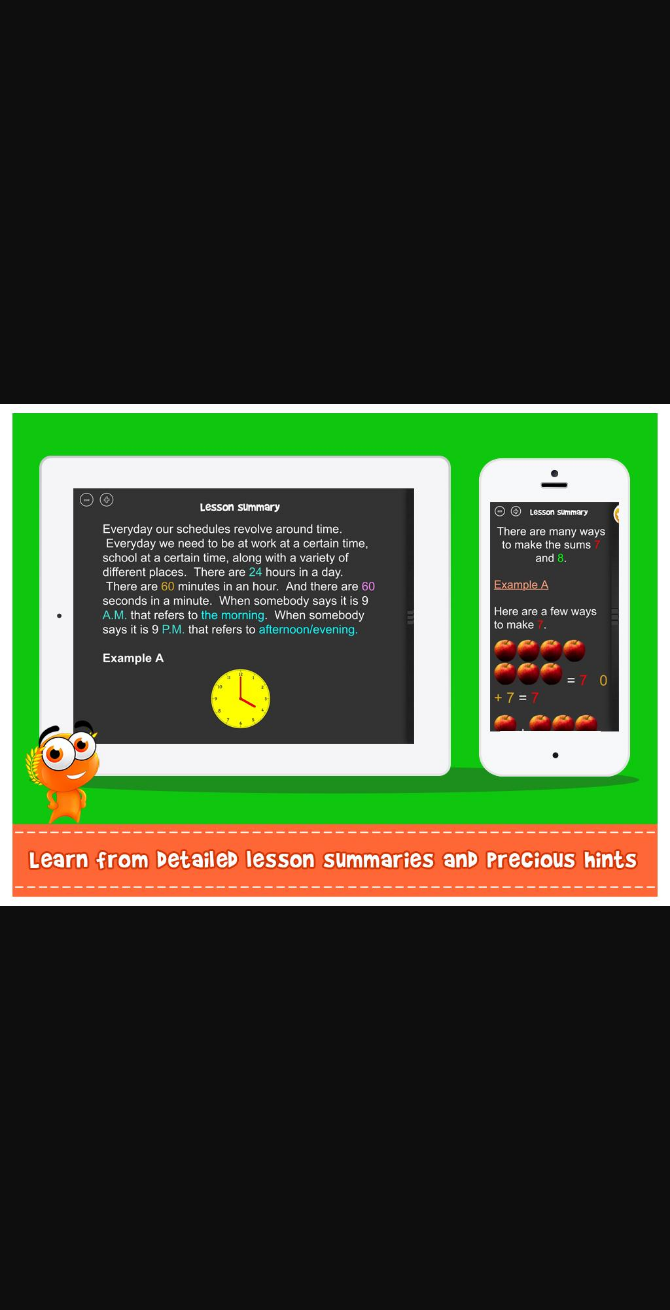 Lesson summary
Everyday our schedules revolve around time.
Everyday we need to be at work at a certain time,
school at a certain time, along with a variety of
different places.  There are 24 hours in a day.
There are 60 minutes in an hour.  And there are 60
seconds in a minute.  When somebody says it is 9
A.M. that refers to the morning.  When somebody
says it is 9 P.M. that refers to afternoon/evening.
Example A
Lesson summary
There are many ways
to make the sums 7
and 8.
Example A
Here are a few ways
to make 7.
= 7 0
+ 7 = 7
Learn from Detailed lesson summaries and precious hints